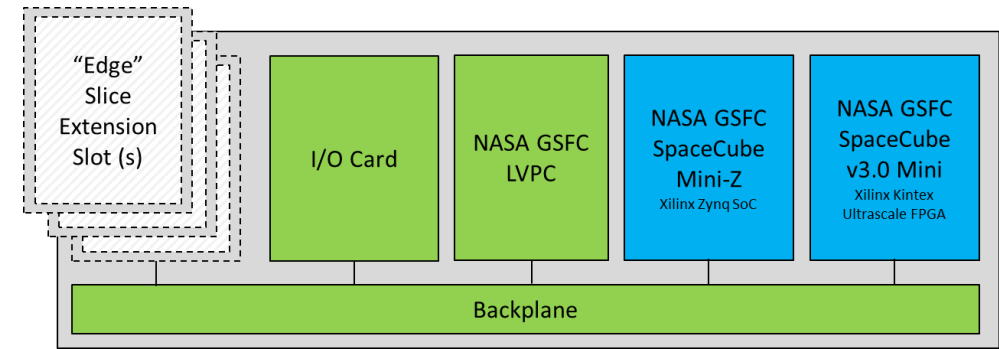 “Edge”
Slice
Extension
Slot (s)
I/O Card
NASA GSFC
LVPC
NASA GSFC
SpaceCube
Mini-Z
Xilinx Zynq SoC
NASA GSFC
SpaceCube
v3.0 Mini
Xilinx Kintex
Ultrascale FPGA
Backplane